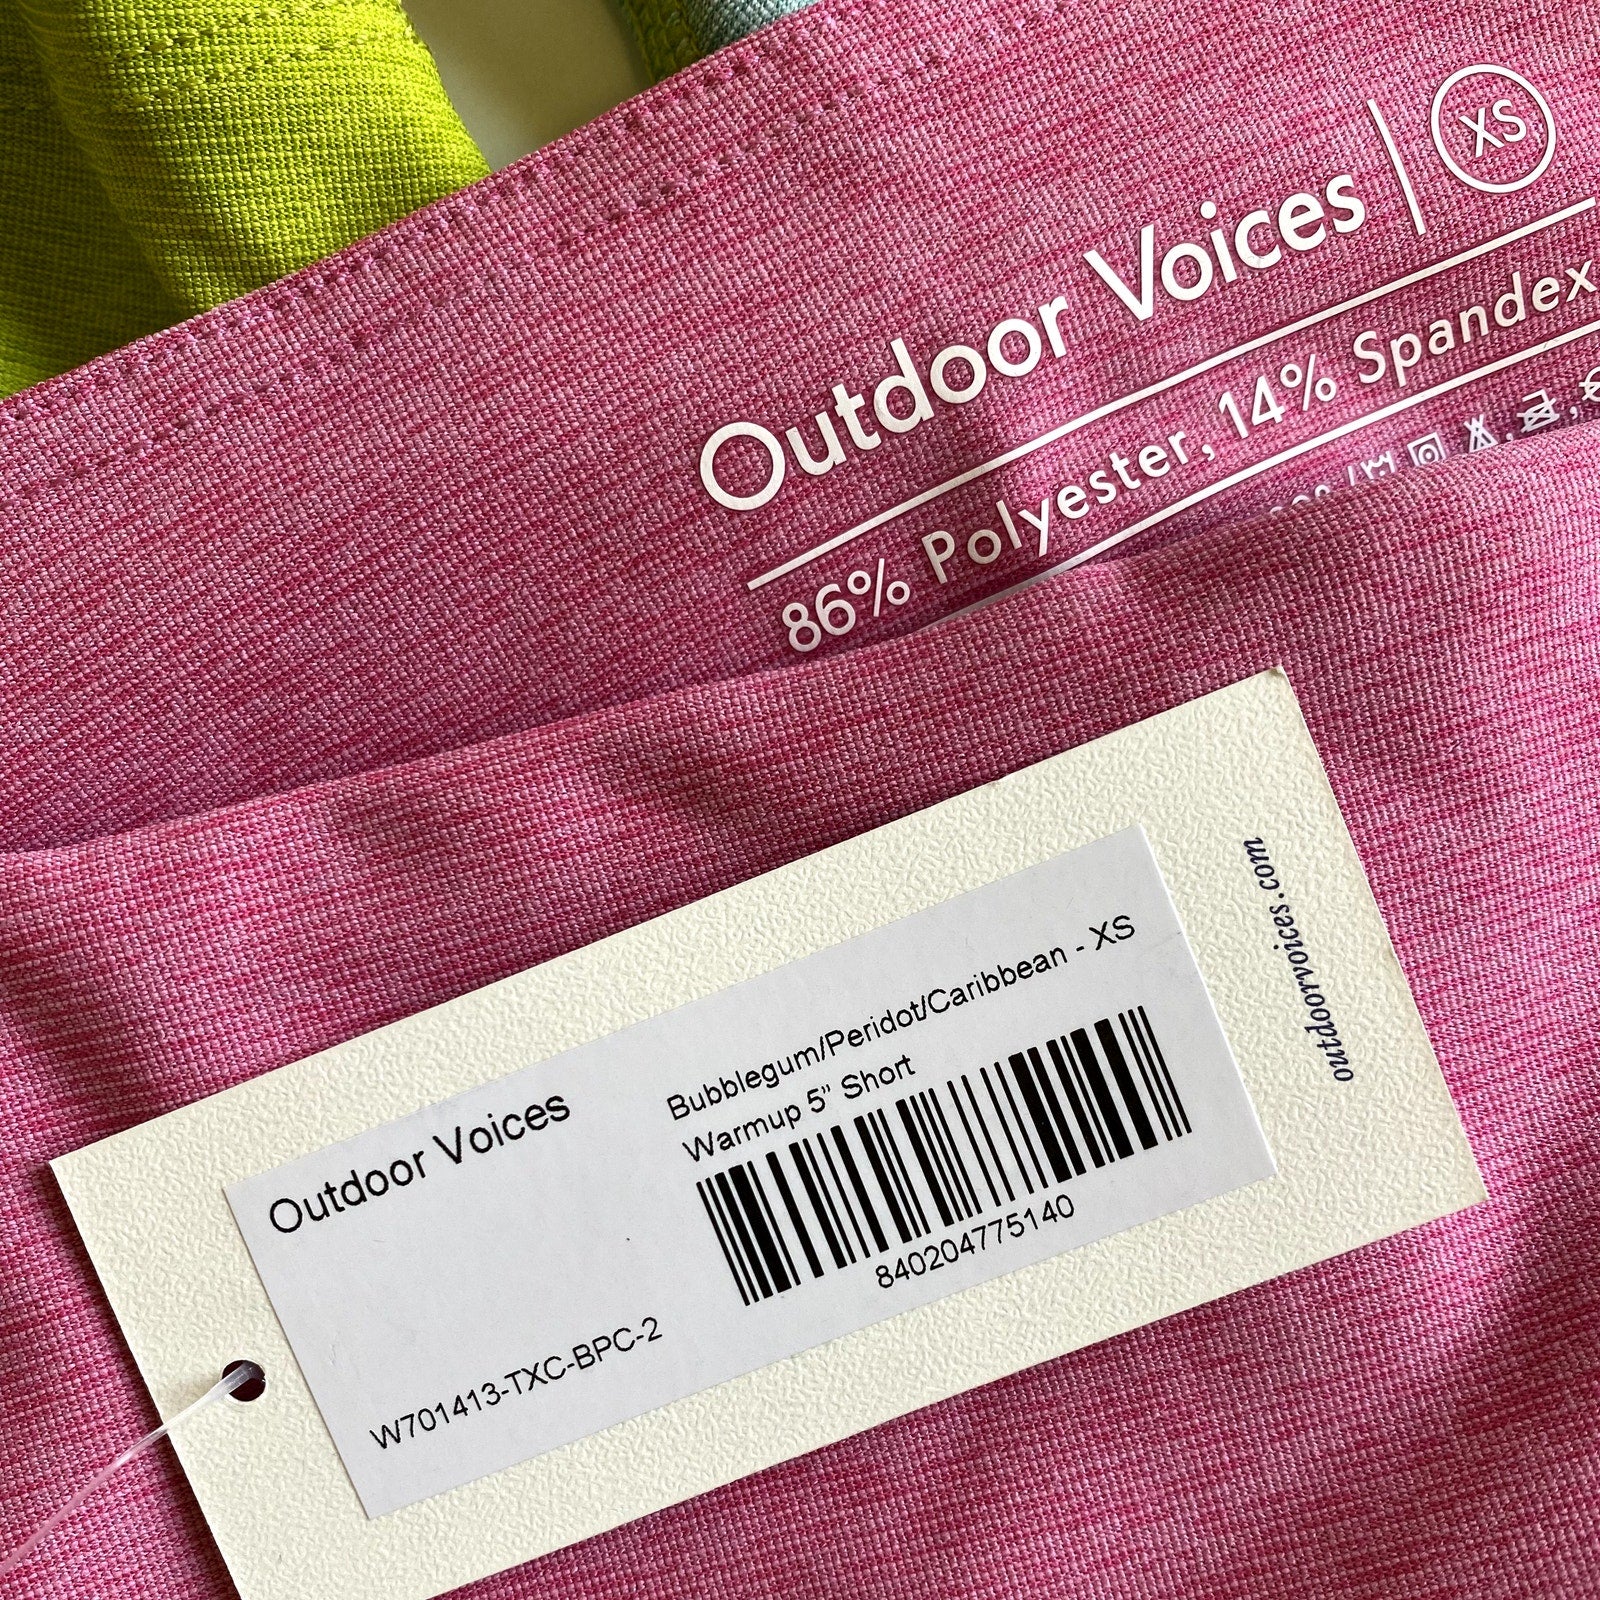 Outdoor Voices | XS
86% Polyester, 14% Spandex
Outdoor Voices
Bubblegum/Peridot/Caribbean - XS
Warmup 5” Short
840204775140
W701413-TXC-BPC-2
outdoorvoices.com